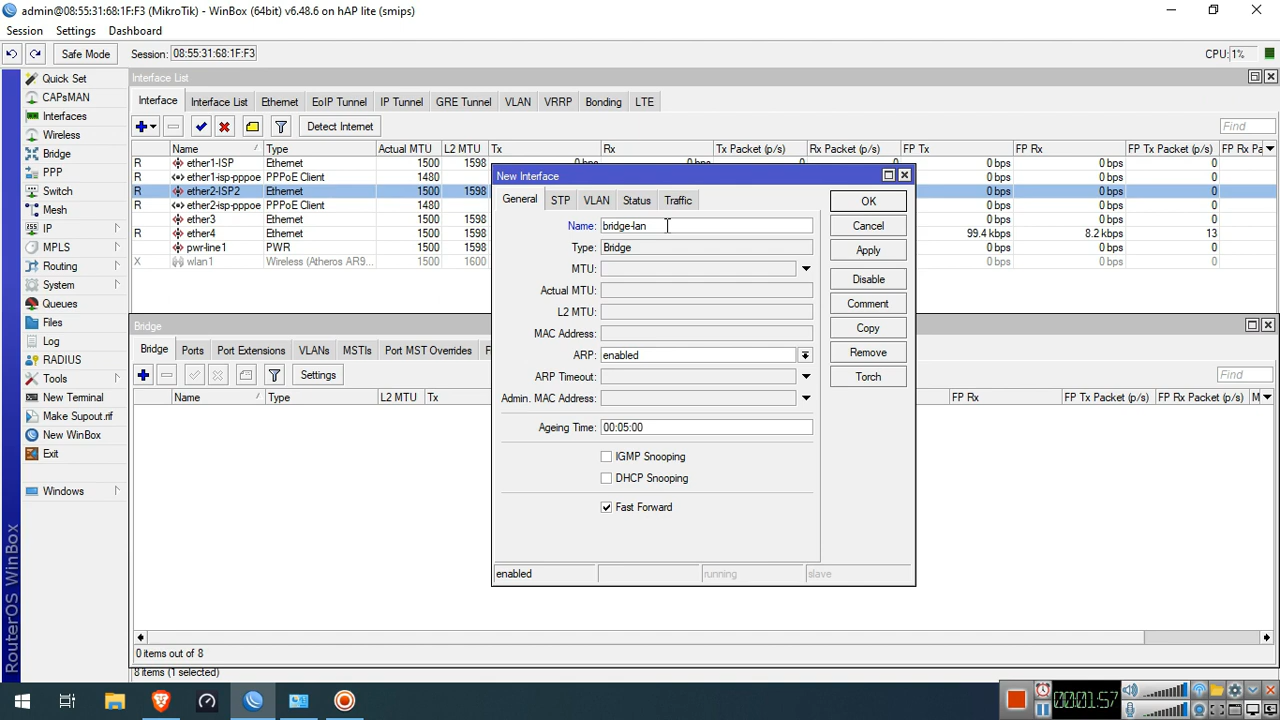 admin@08:55:31:68:1F:F3 (MikroTik) - WinBox (64bit) v6.48.6 on hAP lite (smips)
Session Settings Dashboard
Safe Mode Session: 08:55:31:68:1F:F3 CPU: 1%
Quick Set
CAPsMAN
Interfaces
Wireless
Bridge
PPP
Switch
Mesh
IP
MPLS
Routing
System
Queues
Files
Log
RADIUS
Tools
New Terminal
Make Supout.rif
New WinBox
Exit
Windows
RouterOS WinBox
Interface List
Interface Interface List Ethernet EoIP Tunnel IP Tunnel GRE Tunnel VLAN VRRP Bonding LTE
Detect Internet Find
Name Type Actual MTU L2 MTU Tx Rx Tx Packet (p/s) Rx Packet (p/s) FP Tx FP Rx FP Tx Packet (p/s) FP Rx Pa
R ether1-ISP Ethernet 1500 1598 0 bps 0 bps 0
R ether1-isp-pppoe PPPoE Client 1480 0 bps 0 bps 0
R ether2-ISP2 Ethernet 1500 1598 0 bps 0 bps 0
R ether2-isp-pppoe PPPoE Client 1480 0 bps 0 bps 0
ether3 Ethernet 1500 1598 0 bps 0 bps 0
R ether4 Ethernet 1500 1598 99.4 kbps 8.2 kbps 13
pwr-line1 PWR 1500 1598 0 bps 0 bps 0
X wlan1 Wireless (Atheros AR9... 1500 1600 0 bps 0 bps 0
New Interface
General STP VLAN Status Traffic
Name: bridge-lan
Type: Bridge
MTU:
Actual MTU:
L2 MTU:
MAC Address:
ARP: enabled
ARP Timeout:
Admin. MAC Address:
Ageing Time: 00:05:00
IGMP Snooping
DHCP Snooping
Fast Forward
OK
Cancel
Apply
Disable
Comment
Copy
Remove
Torch
enabled running slave
Bridge
Bridge Ports Port Extensions VLANs MSTIs Port MST Overrides F
Settings Find
Name Type L2 MTU Tx FP Rx FP Tx Packet (p/s) FP Rx Packet (p/s) M
0 items out of 8
8 items (1 selected)
00:01:57